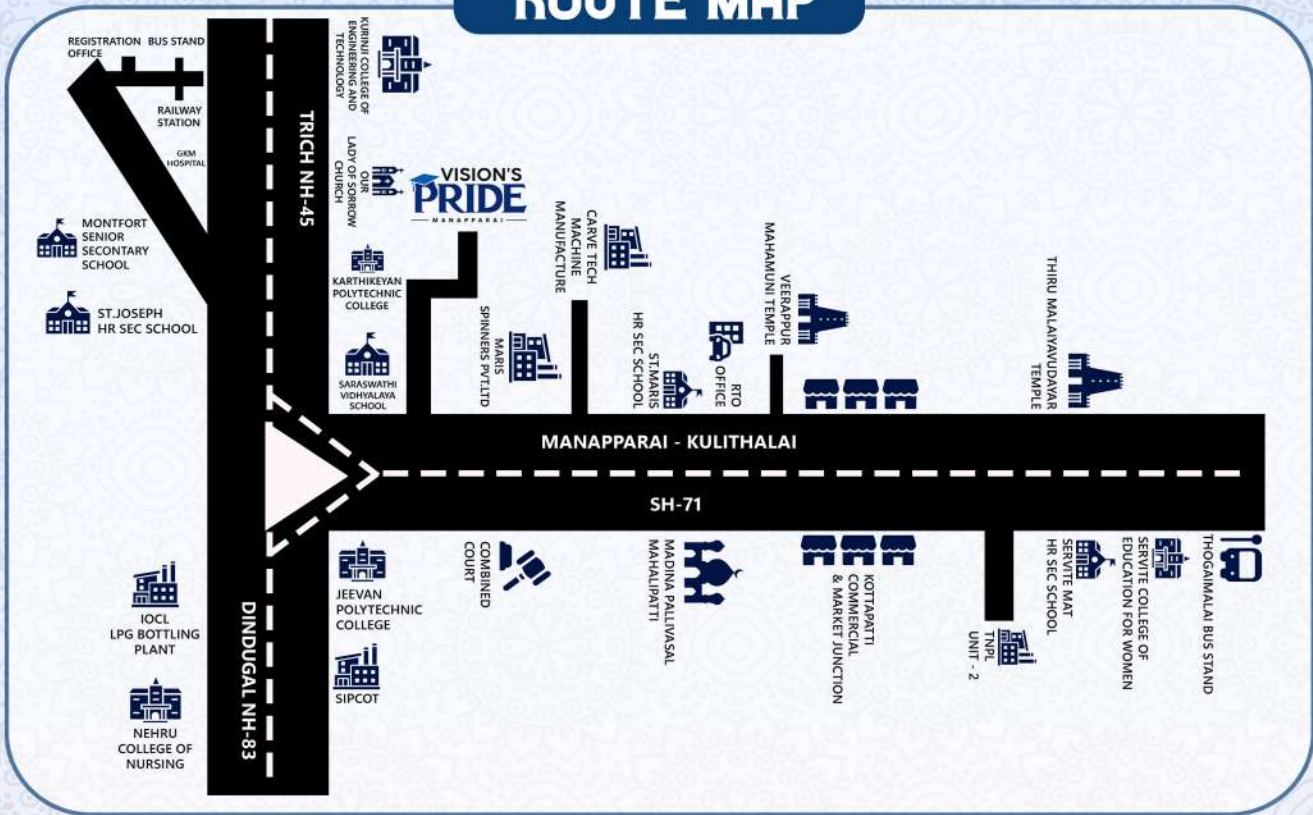 ROUTE MAP
REGISTRATION
OFFICE
BUS STAND
RAILWAY
STATION
GKM
HOSPITAL
MONTFORT
SENIOR
SECONTARY
SCHOOL
ST.JOSEPH
HR SEC SCHOOL
TRICH NH-45
KURINJI COLLEGE OF
ENGINEERING AND
TECHNOLOGY
OUR
LADY OF SORROW
CHURCH
VISION'S
PRIDE
MANAPPARAI
KARTHIKEYAN
POLYTECHNIC
COLLEGE
SARASWATHI
VIDHYALAYA
SCHOOL
MARIS
SPINNERS PVT.LTD
CARVE TECH
MACHINE
MANUFACTURE
ST.MARIS
HR SEC SCHOOL
RTO
OFFICE
VEERAPPUR
MAHAMUNI TEMPLE
THIRU MALAIYAVUDAYAR
TEMPLE
MANAPPARAI - KULITHALAI
SH-71
IOCL
LPG BOTTLING
PLANT
NEHRU
COLLEGE OF
NURSING
DINDUGAL NH-83
JEEVAN
POLYTECHNIC
COLLEGE
SIPCOT
COMBINED
COURT
MADINA PALLIVASAL
MAHALIPATTI
KOTTAPATTI
COMMERCIAL
& MARKET JUNCTION
TNPL
UNIT - 2
SERVITE MAT
HR SEC SCHOOL
SERVITE COLLEGE OF
EDUCATION FOR WOMEN
THOGAIMALAI BUS STAND